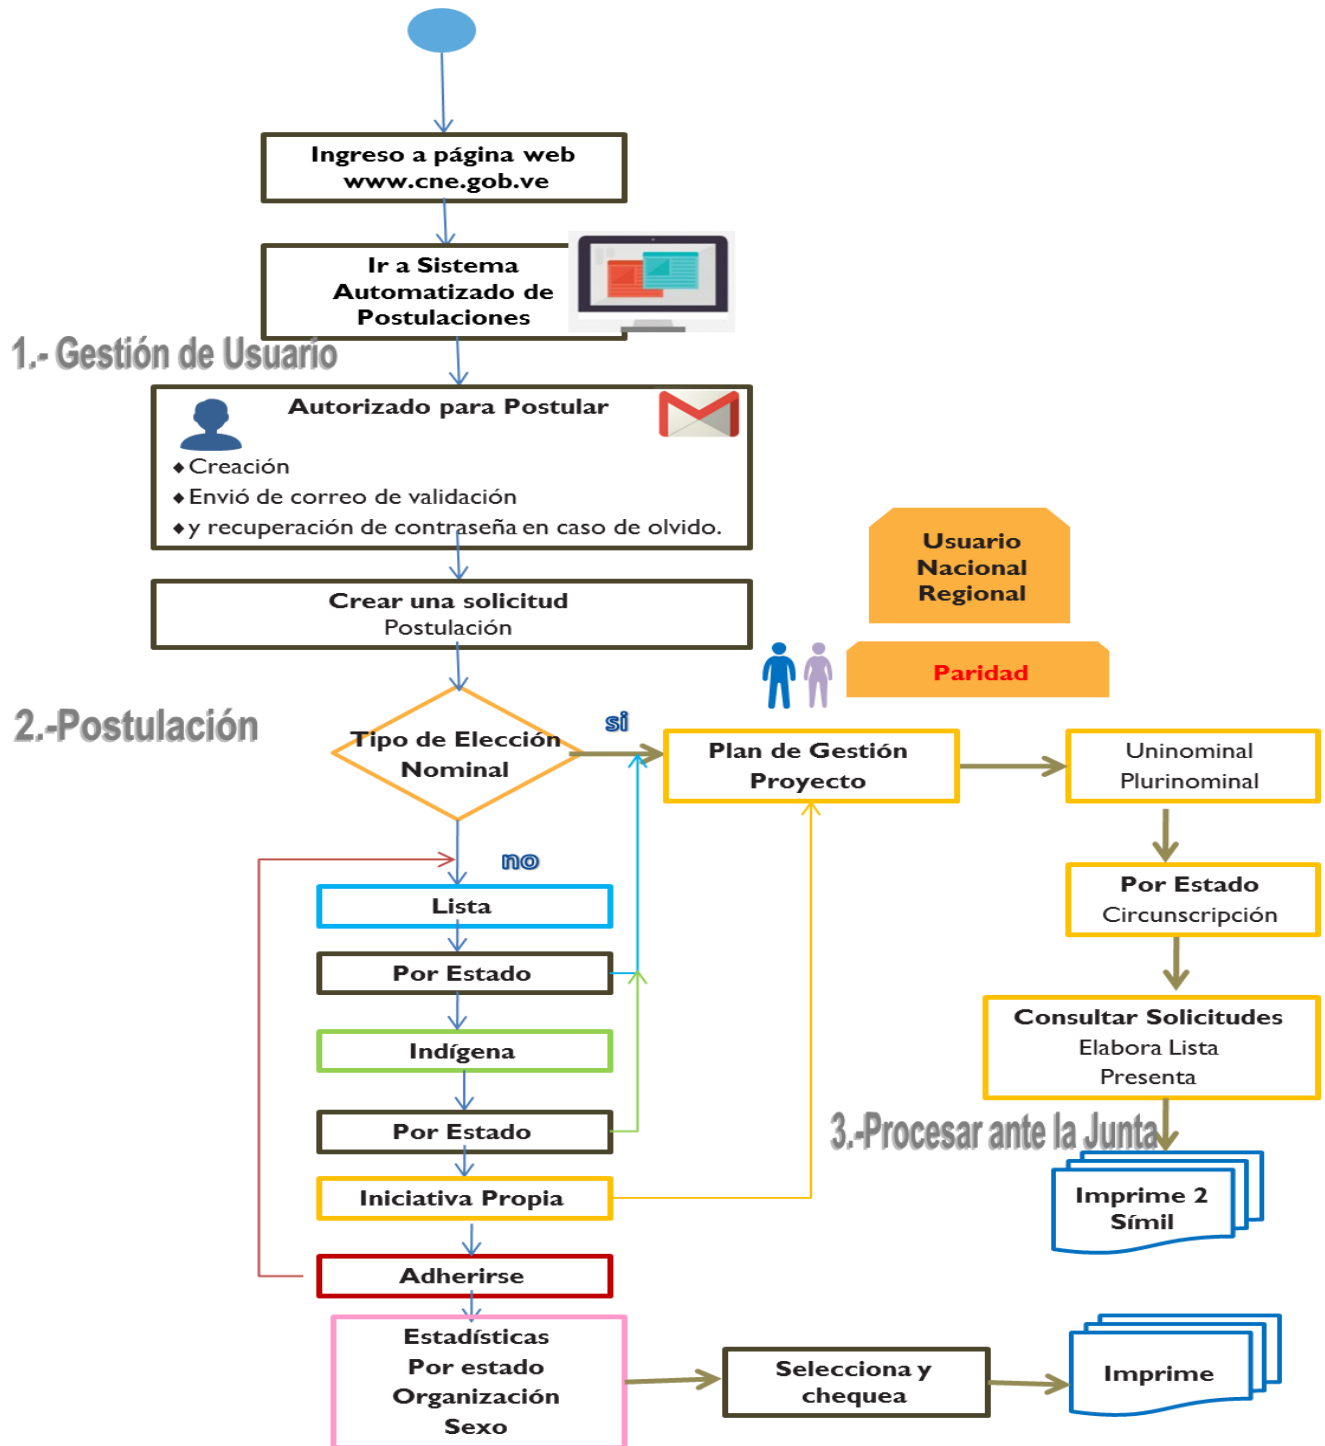 Ingreso a página web
www.cne.gob.ve
Ir a Sistema
Automatizado de
Postulaciones
1.- Gestión de Usuario
Autorizado para Postular
Creación
Envió de correo de validación
y recuperación de contraseña en caso de olvido.
Usuario
Nacional
Regional
Crear una solicitud
Postulación
Paridad
2.-Postulación
Tipo de Elección
Nominal
si
Plan de Gestión
Proyecto
Uninominal
Plurinominal
no
Lista
Por Estado
Circunscripción
Por Estado
Indígena
Consultar Solicitudes
Elabora Lista
Presenta
Por Estado
3.-Procesar ante la Junta
Iniciativa Propia
Imprime 2
Símil
Adherirse
Estadísticas
Por estado
Organización
Sexo
Selecciona y
chequea
Imprime